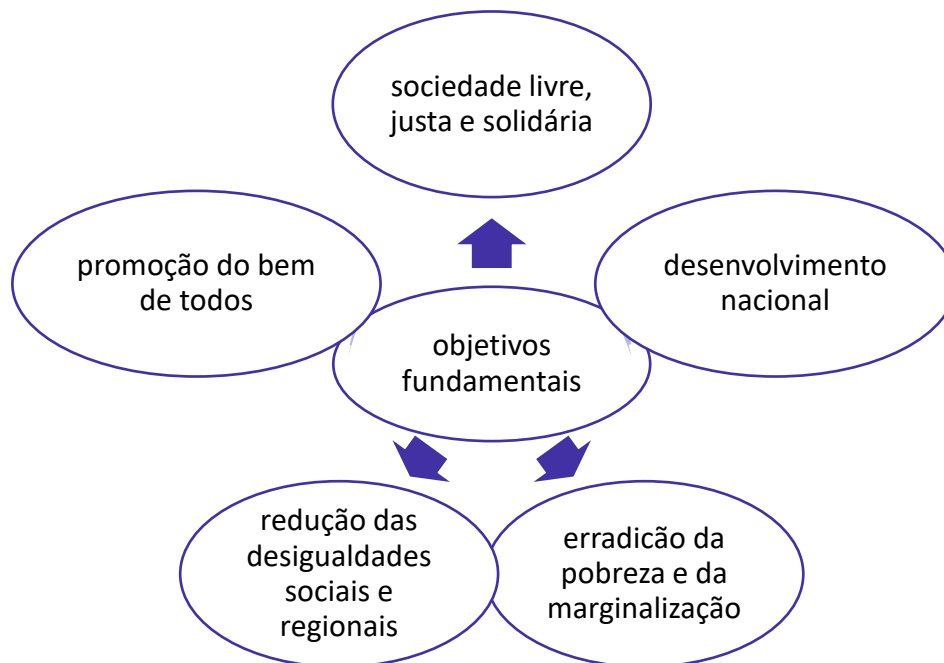 sociedade livre,
justa e solidária
promoção do bem
de todos
desenvolvimento
nacional
objetivos
fundamentais
redução das
desigualdades
sociais e
regionais
erradicão da
pobreza e da
marginalização